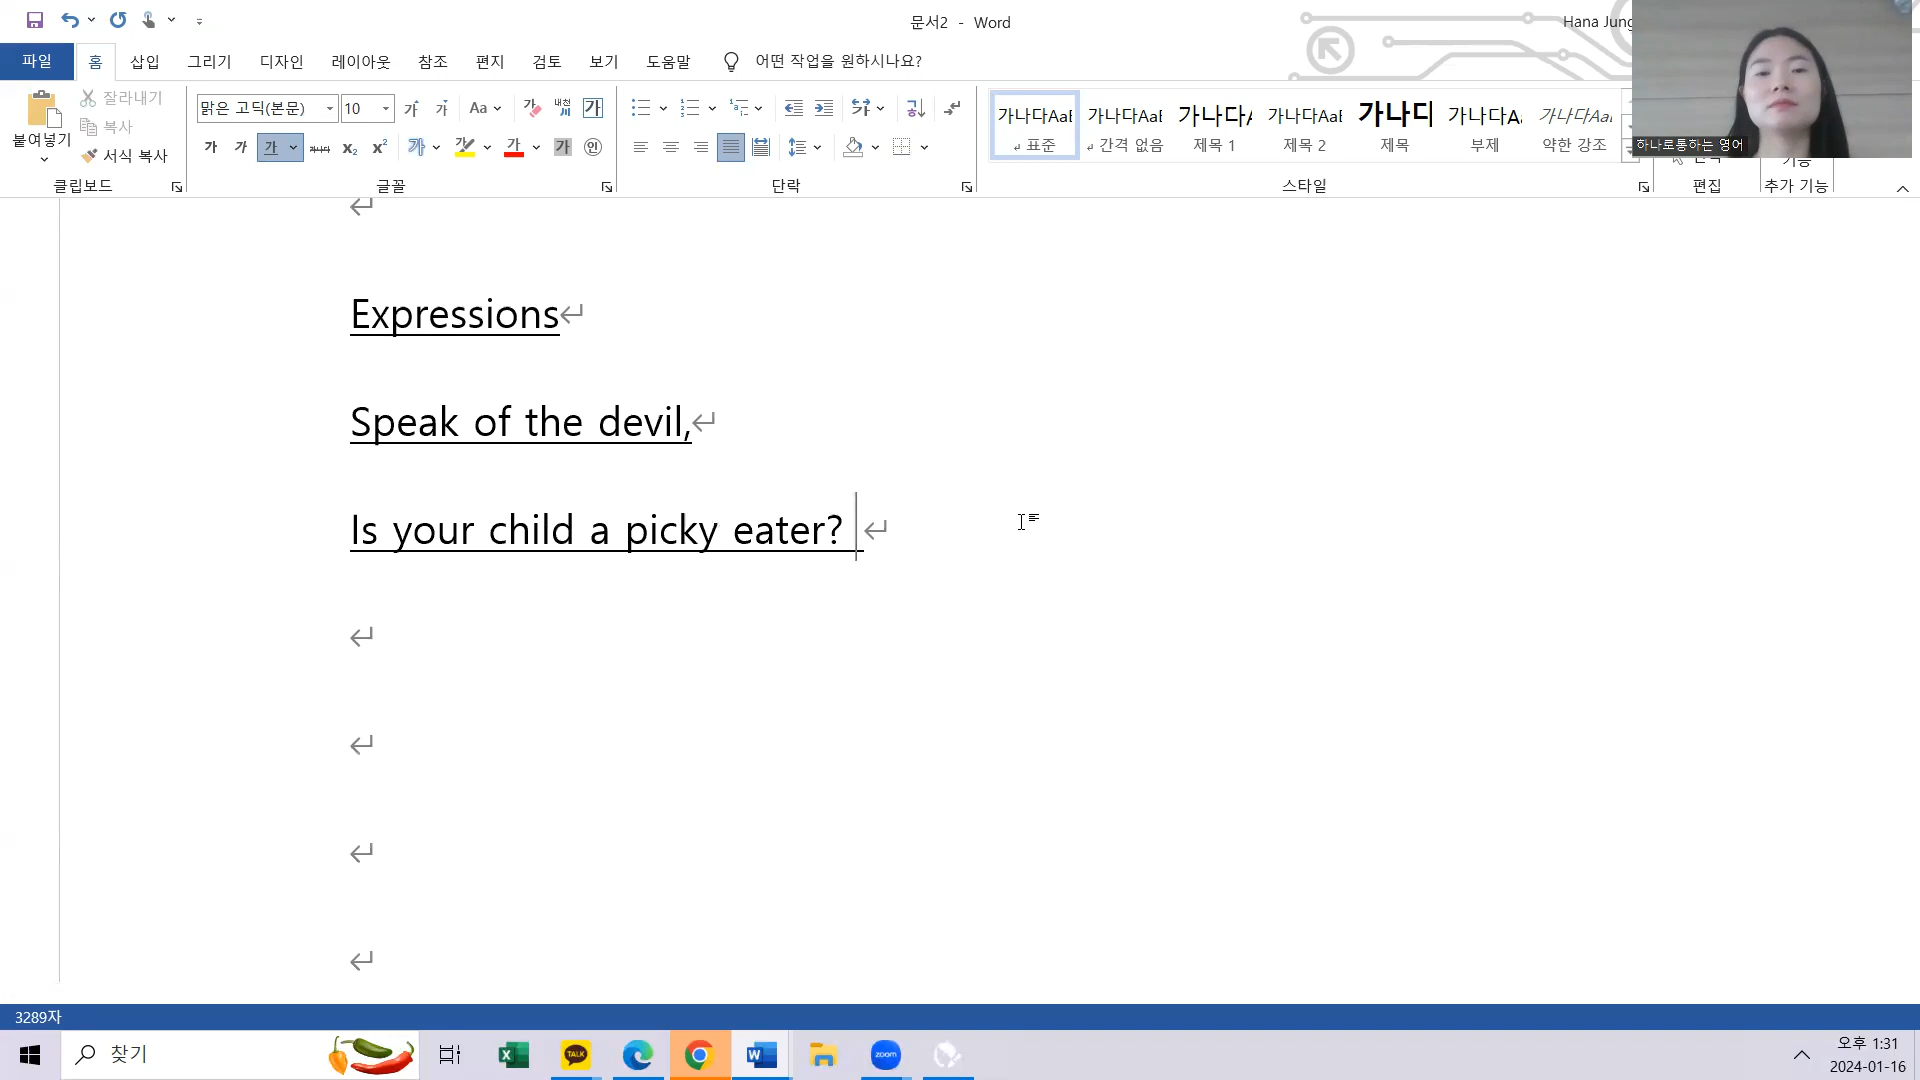 문서2 - Word
Hana Jung
파일 홈 삽입 그리기 디자인 레이아웃 참조 편지 검토 보기 도움말 어떤 작업을 원하시나요?
잘라내기
복사
서식 복사
붙여넣기
클립보드
맑은 고딕(본문) 10
글꼴
단락
가나다AaI 가나다AaI 가나다 가나다AaI 가나다 가나다A 가나다Aa
표준 간격 없음 제목 1 제목 2 제목 부제 약한 강조
스타일
편집
추가 기능
하나로통하는 영어
Expressions
Speak of the devil,
Is your child a picky eater?
3289자
찾기
TALK
zoom
오후 1:31
2024-01-16